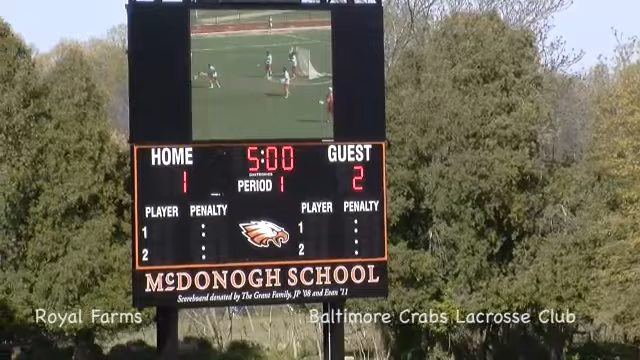 HOME 5:00 GUEST
DAKTRONICS
1 PERIOD 1 2
PLAYER PENALTY PLAYER PENALTY
1 : 1 :
2 : 2 :
McDONOGH SCHOOL
Scoreboard donated by The Grant Family, JP '08 and Evan '11
Royal Farms Baltimore Crabs Lacrosse Club